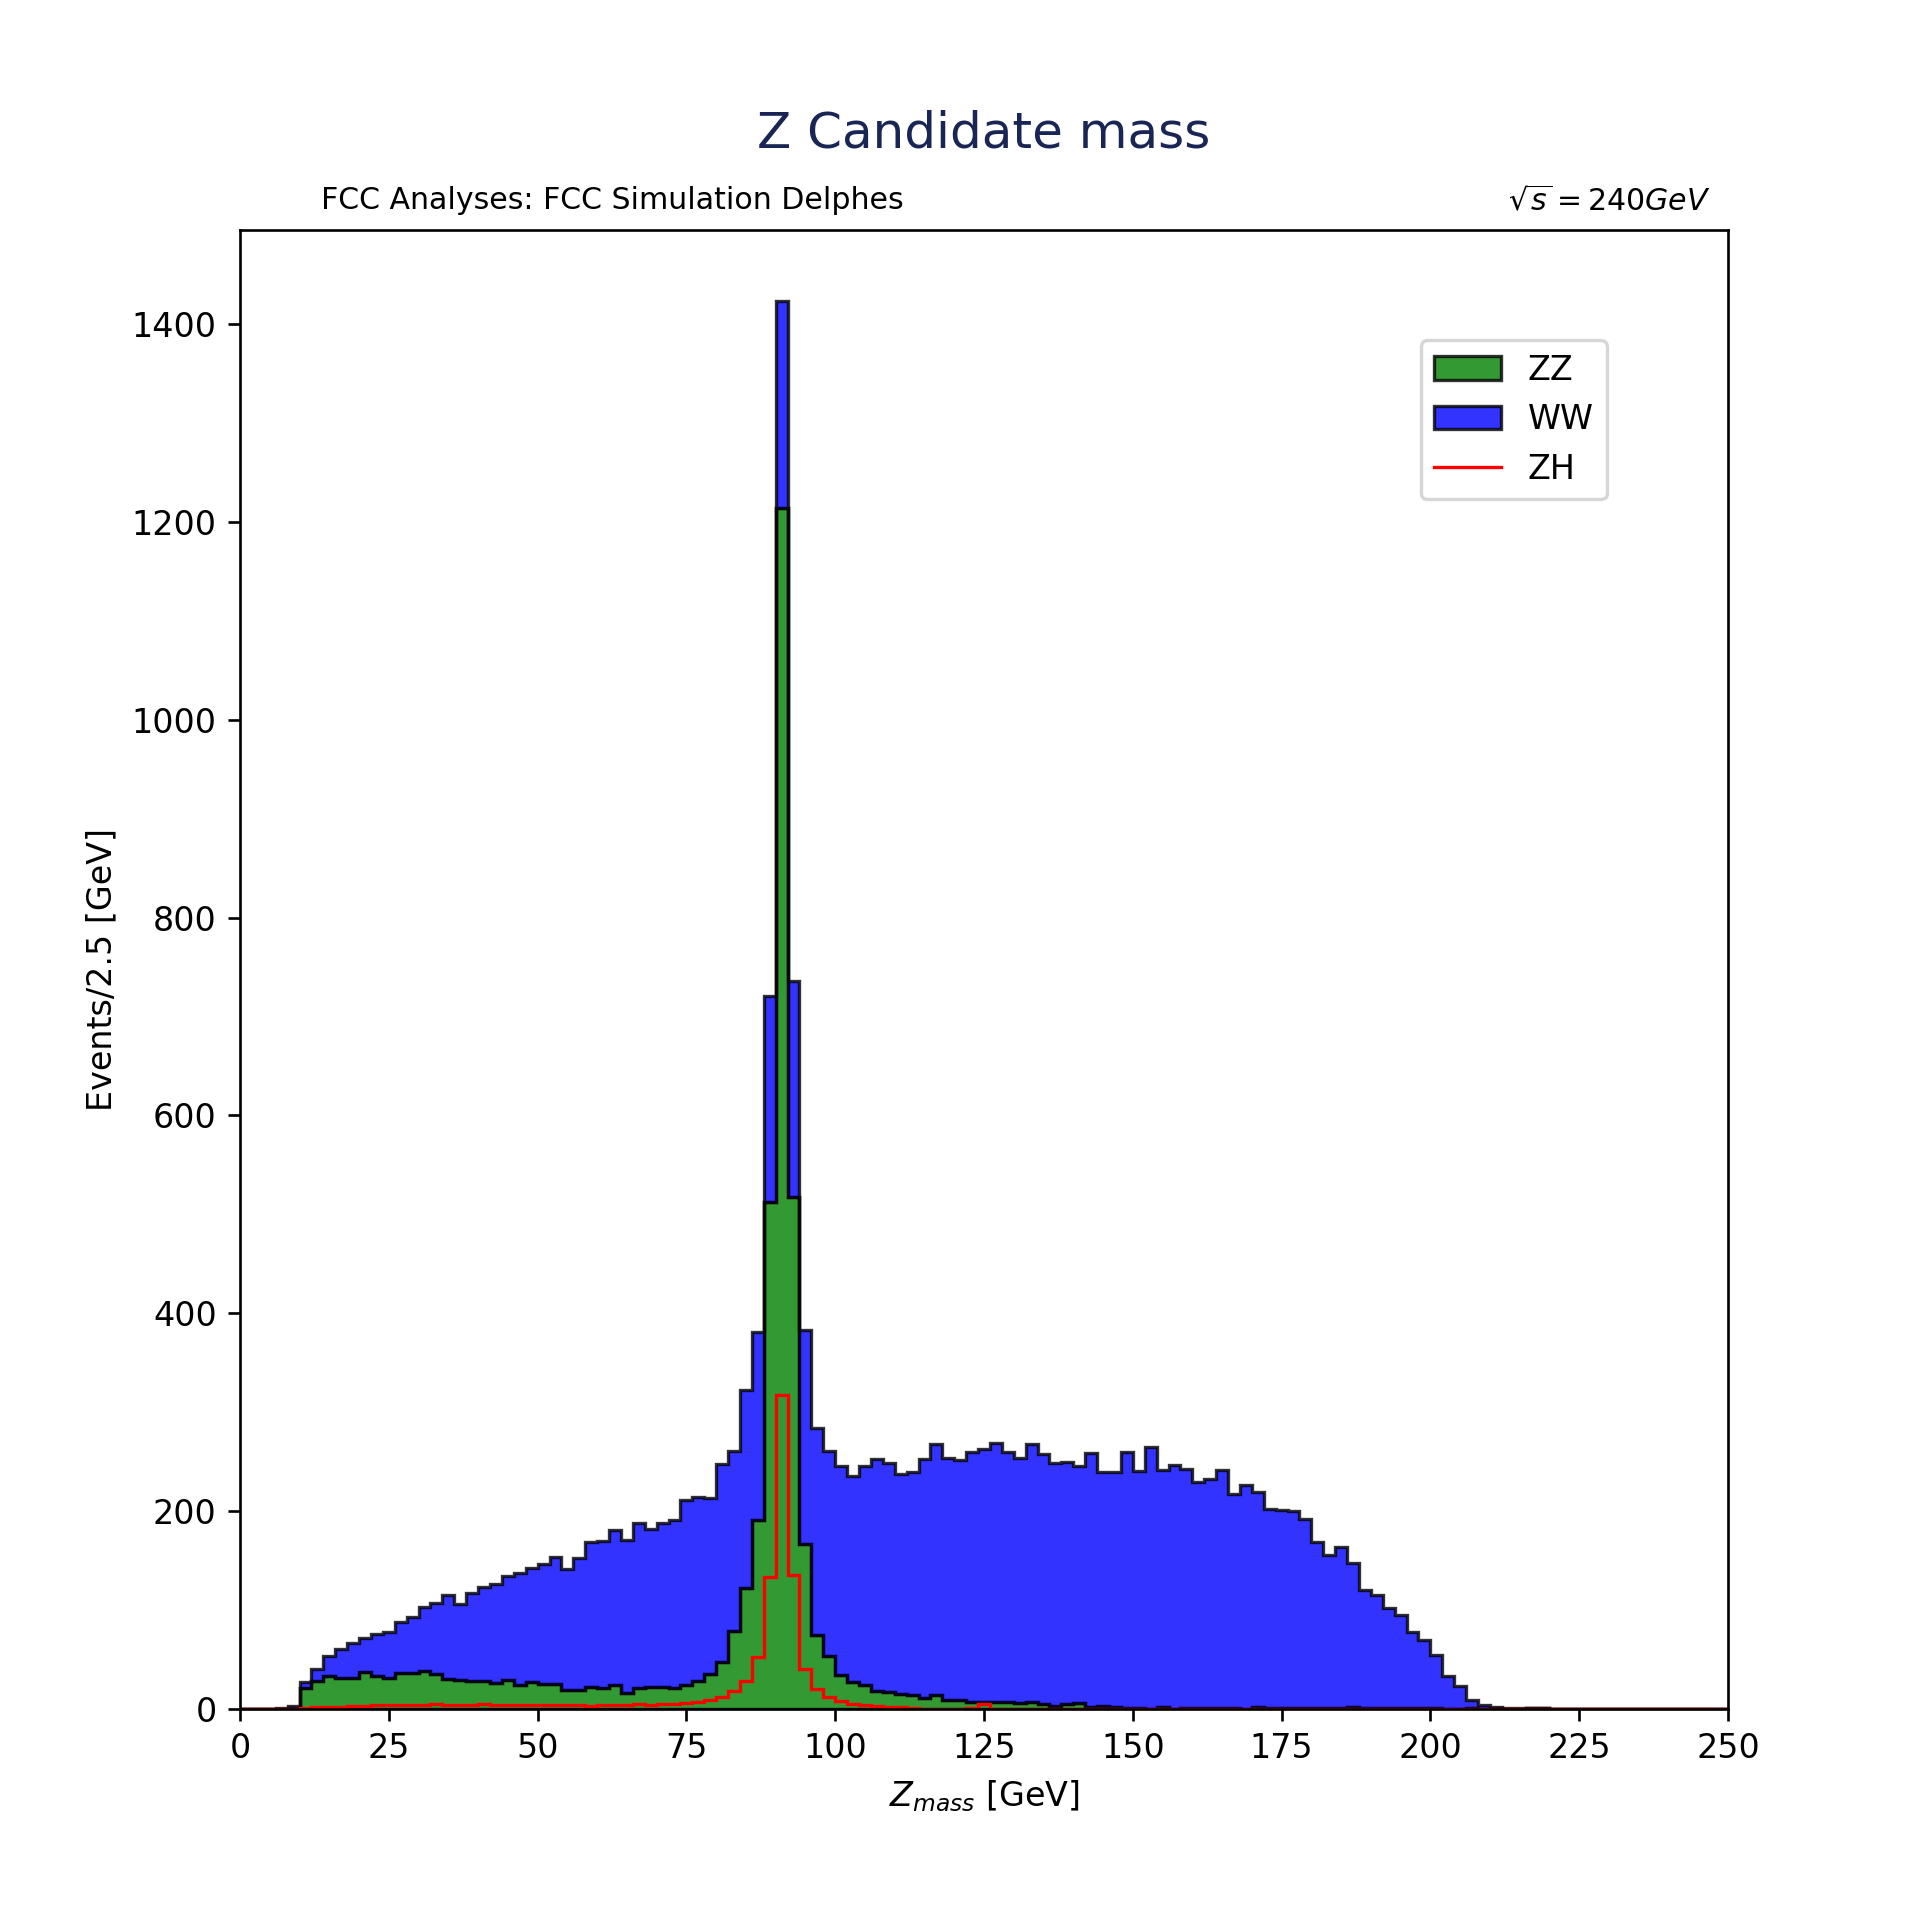 Z Candidate mass
FCC Analyses: FCC Simulation Delphes
√s = 240GeV
1400
1200
1000
800
600
400
200
0
Events/2.5 [GeV]
ZZ
WW
ZH
0 25 50 75 100 125 150 175 200 225 250
Z_mass [GeV]